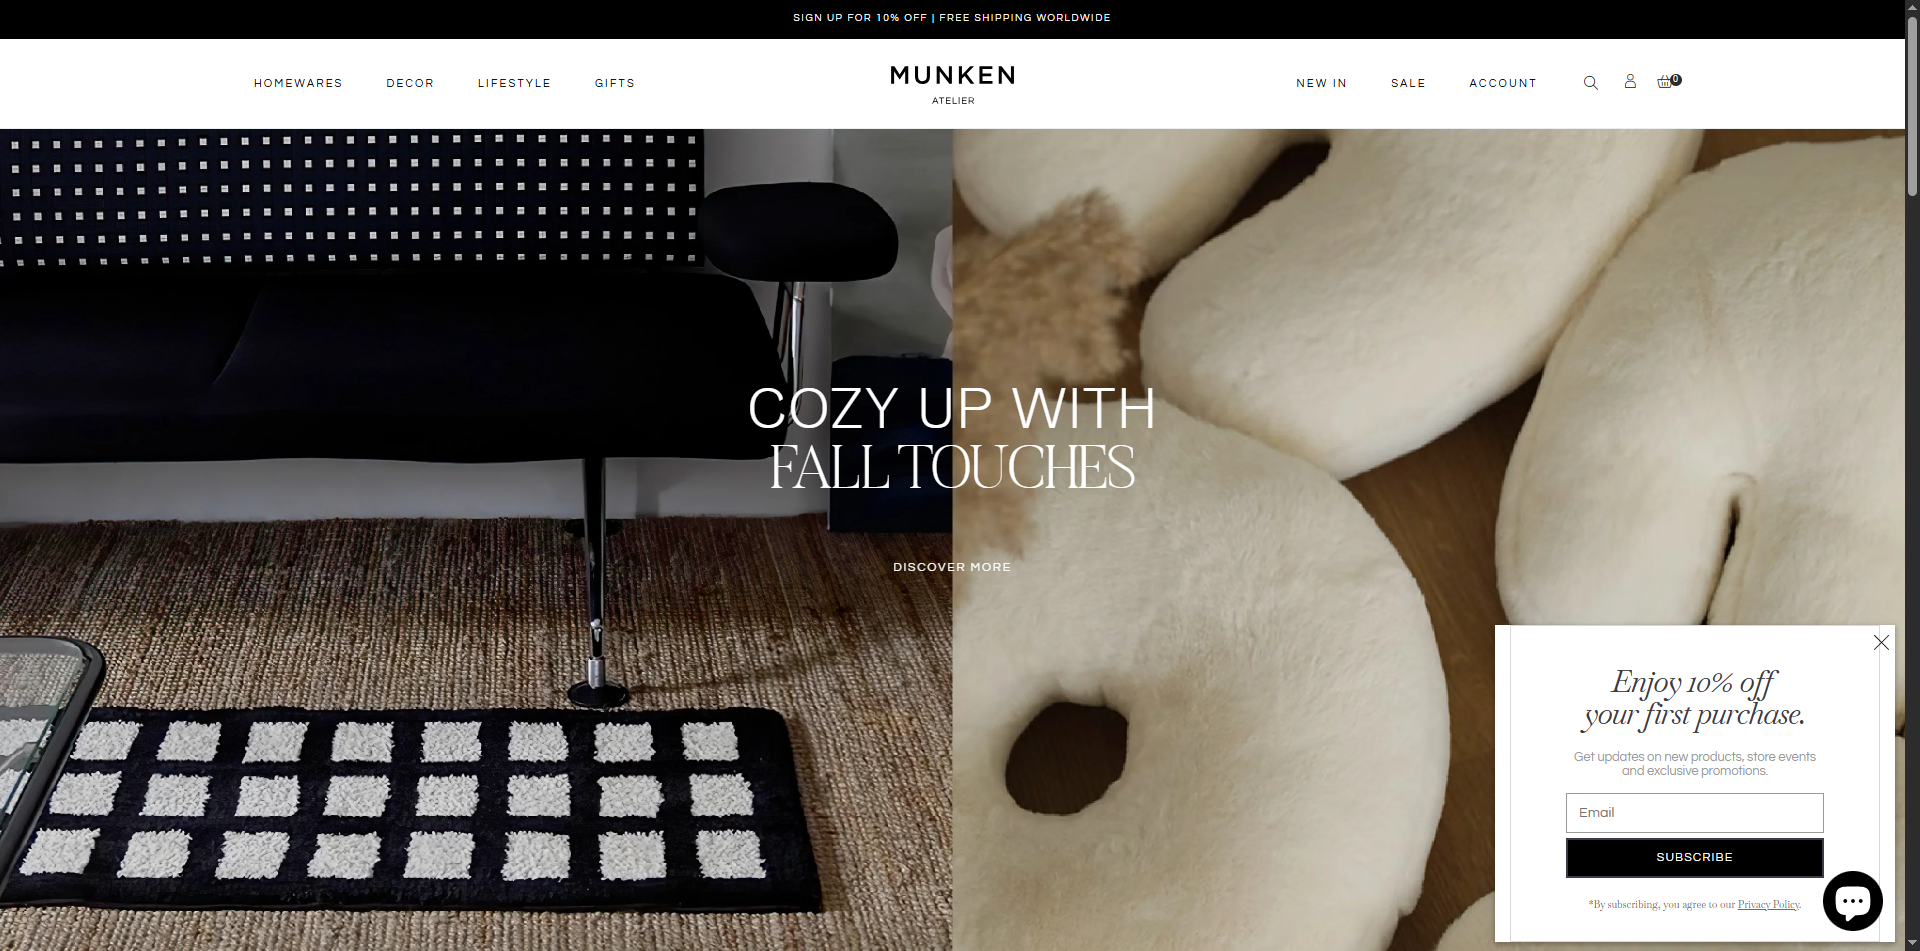 SIGN UP FOR 10% OFF | FREE SHIPPING WORLDWIDE
HOMEWARES DECOR LIFESTYLE GIFTS
MUNKEN
ATELIER
NEW IN SALE ACCOUNT 0
COZY UP WITH
FALL TOUCHES
DISCOVER MORE
Enjoy 10% off
your first purchase.
Get updates on new products, store events
and exclusive promotions.
Email
SUBSCRIBE
*By subscribing, you agree to our Privacy Policy.